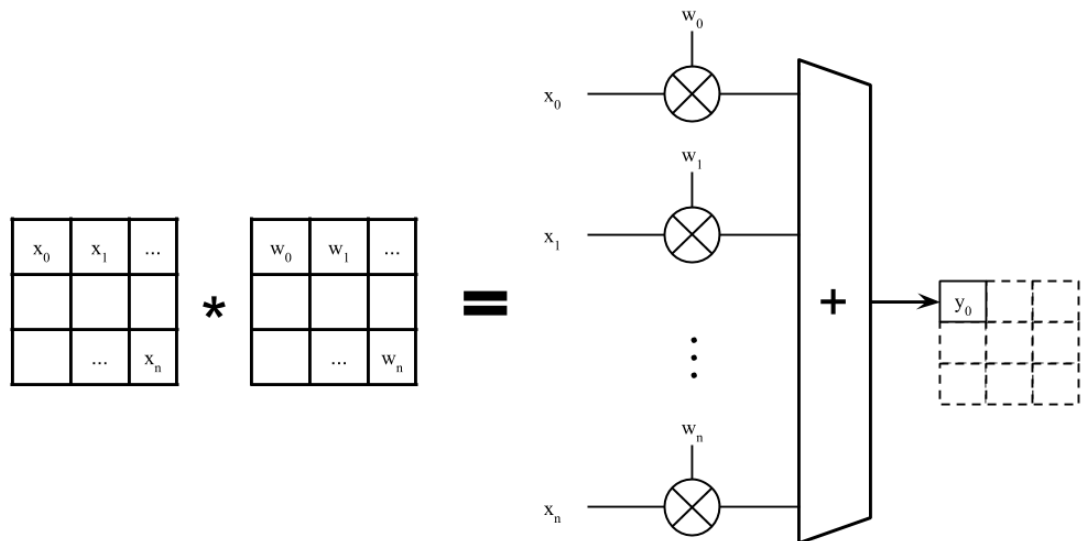 x₀ x₁ ...
... xₙ
*
w₀ w₁ ...
... wₙ
=
w₀
x₀
w₁
x₁
wₙ
xₙ
+
y₀